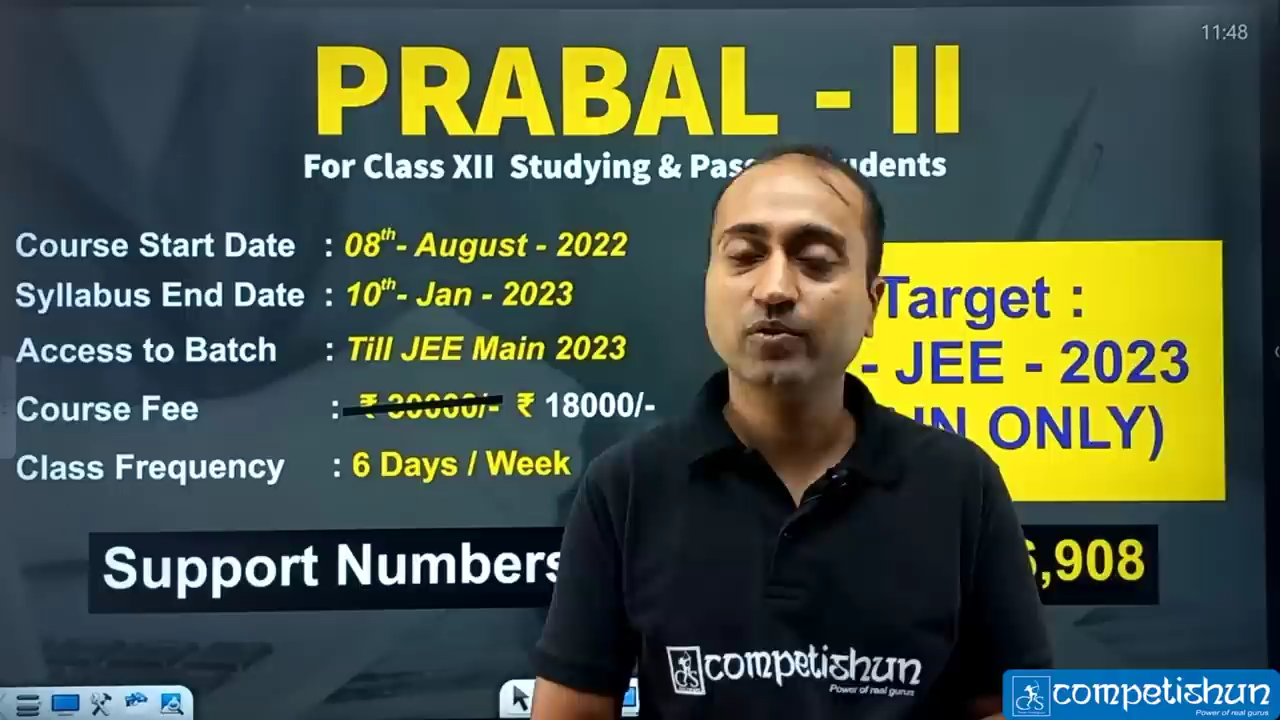 11:48
PRABAL - II
For Class XII Studying & Students
Course Start Date : 08th- August - 2022
Syllabus End Date : 10th- Jan - 2023
Access to Batch : Till JEE Main 2023
Course Fee : ₹ 30000/- ₹ 18000/-
Class Frequency : 6 Days / Week
Target :
- JEE - 2023
ONLY)
Support Numbers
,908
competishun
Power of real gurus
competishun
Power of real gurus